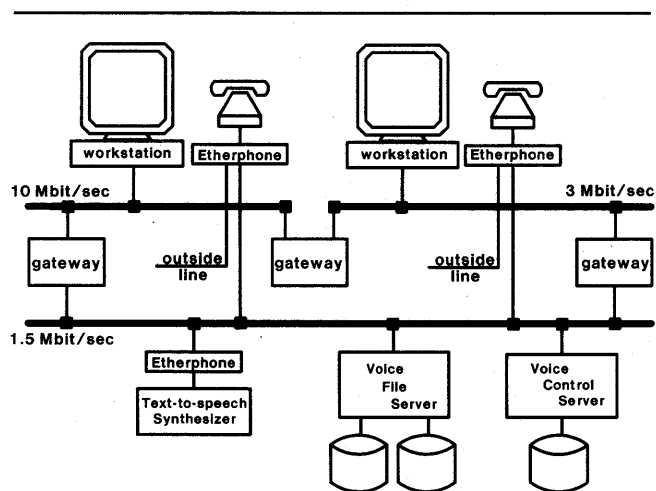 workstation
Etherphone
workstation
Etherphone
10 Mbit/sec
3 Mbit/sec
gateway
outside
line
gateway
outside
line
gateway
1.5 Mbit/sec
Etherphone
Text-to-speech
Synthesizer
Voice
File
Server
Voice
Control
Server